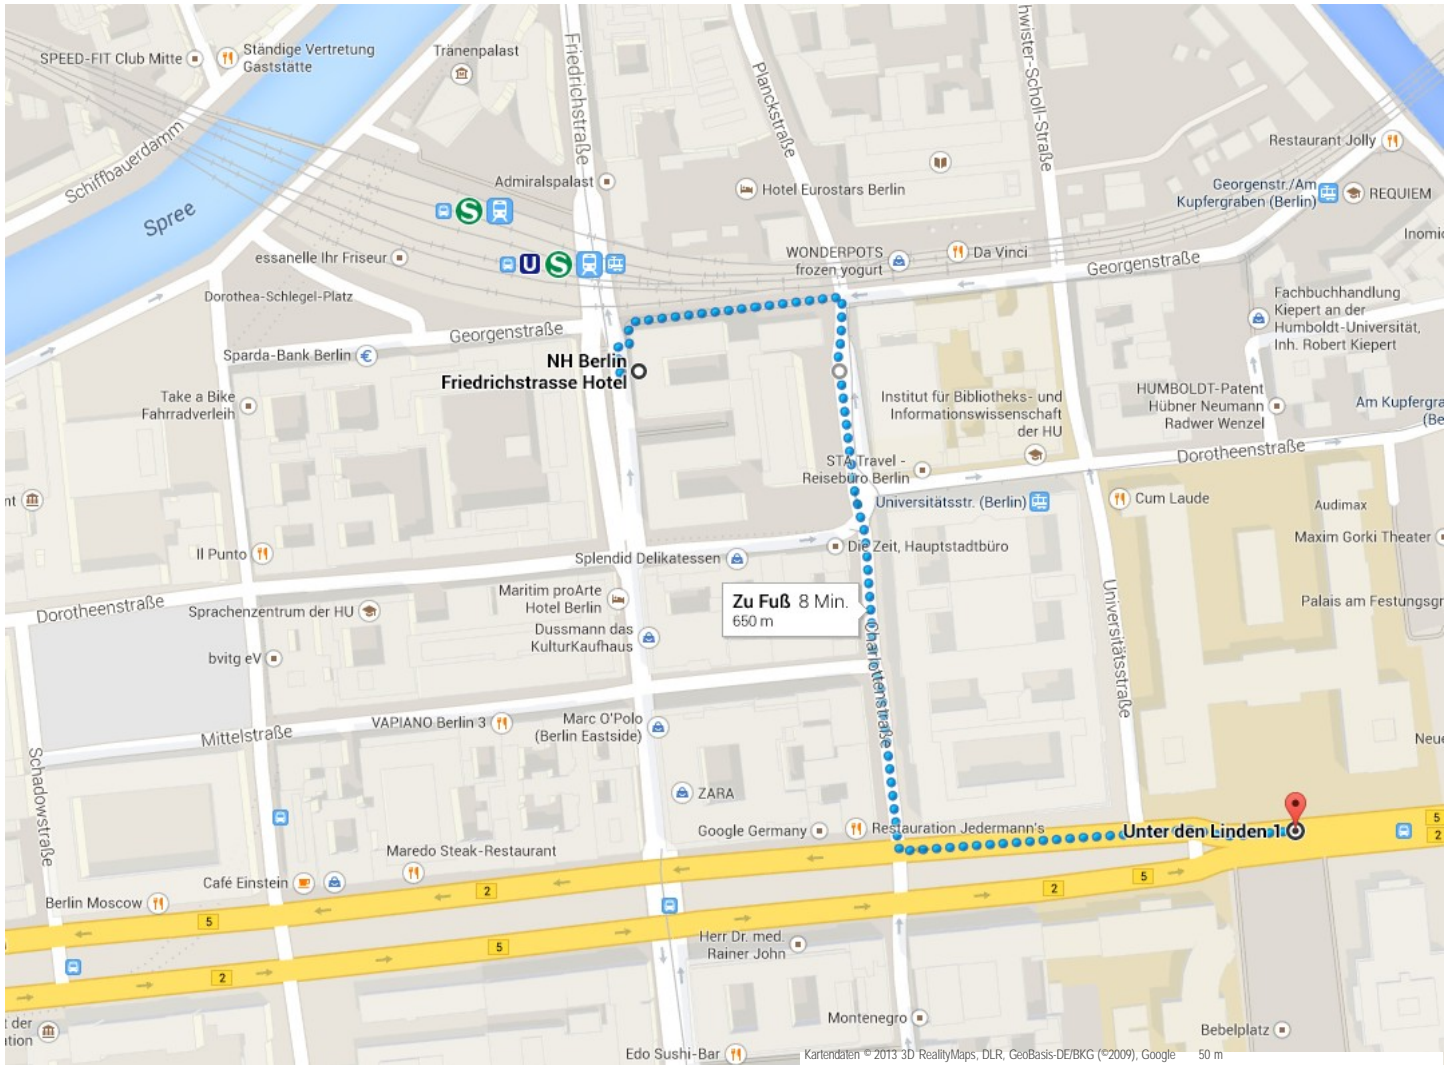 SPEED-FIT Club Mitte
Ständige Vertretung
Gaststätte
Tränenpalast
Friedrichstraße
Planckstraße
hwister-Scholl-Straße
Schiffbauerdamm
Spree
Admiralspalast
Hotel Eurostars Berlin
Restaurant Jolly
Georgenstr./Am
Kupfergraben (Berlin)
REQUIEM
Inomic
essanelle Ihr Friseur
U
S
S
WONDERPOTS
frozen yogurt
Da Vinci
Georgenstraße
Dorothea-Schlegel-Platz
Georgenstraße
Fachbuchhandlung
Kiepert an der
Humboldt-Universität,
Inh. Robert Kiepert
Sparda-Bank Berlin
€
NH Berlin
Friedrichstrasse Hotel
Take a Bike
Fahrradverleih
Institut für Bibliotheks- und
Informationswissenschaft
der HU
HUMBOLDT-Patent
Hübner Neumann
Radwer Wenzel
Am Kupfergra
(Be
Dorotheenstraße
STA Travel -
Reisebüro Berlin
nt
Universitätsstr. (Berlin)
Cum Laude
Audimax
Maxim Gorki Theater
Il Punto
Splendid Delikatessen
Die Zeit, Hauptstadtbüro
Dorotheenstraße
Sprachenzentrum der HU
Maritim proArte
Hotel Berlin
Zu Fuß 8 Min.
650 m
Palais am Festungsgr
Dussmann das
KulturKaufhaus
Charlottenstraße
Universitätsstraße
bvitg eV
VAPIANO Berlin 3
Marc O'Polo
(Berlin Eastside)
Mittelstraße
Neue
Schadowstraße
ZARA
Google Germany
Restauration Jedermann's
Unter den Linden 1
5
2
Maredo Steak-Restaurant
Café Einstein
Berlin Moscow
2
5
2
5
5
2
Herr Dr. med.
Rainer John
t der
ition
Montenegro
Bebelplatz
Edo Sushi-Bar
Kartendaten © 2013 3D RealityMaps, DLR, GeoBasis-DE/BKG (©2009), Google 50 m